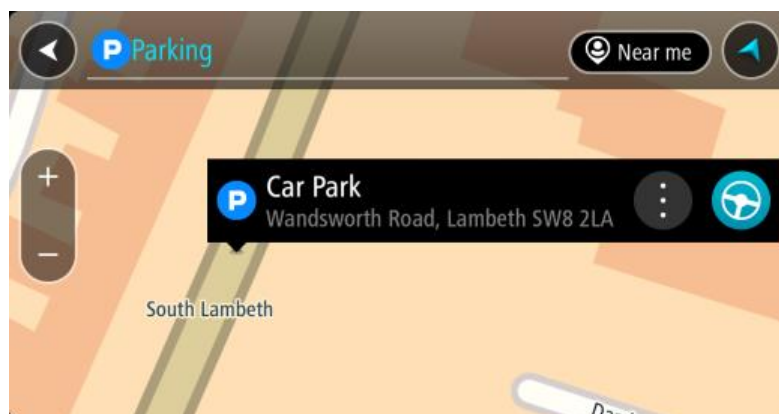 P Parking
Near me
+
P
Car Park
Wandsworth Road, Lambeth SW8 2LA
−
South Lambeth